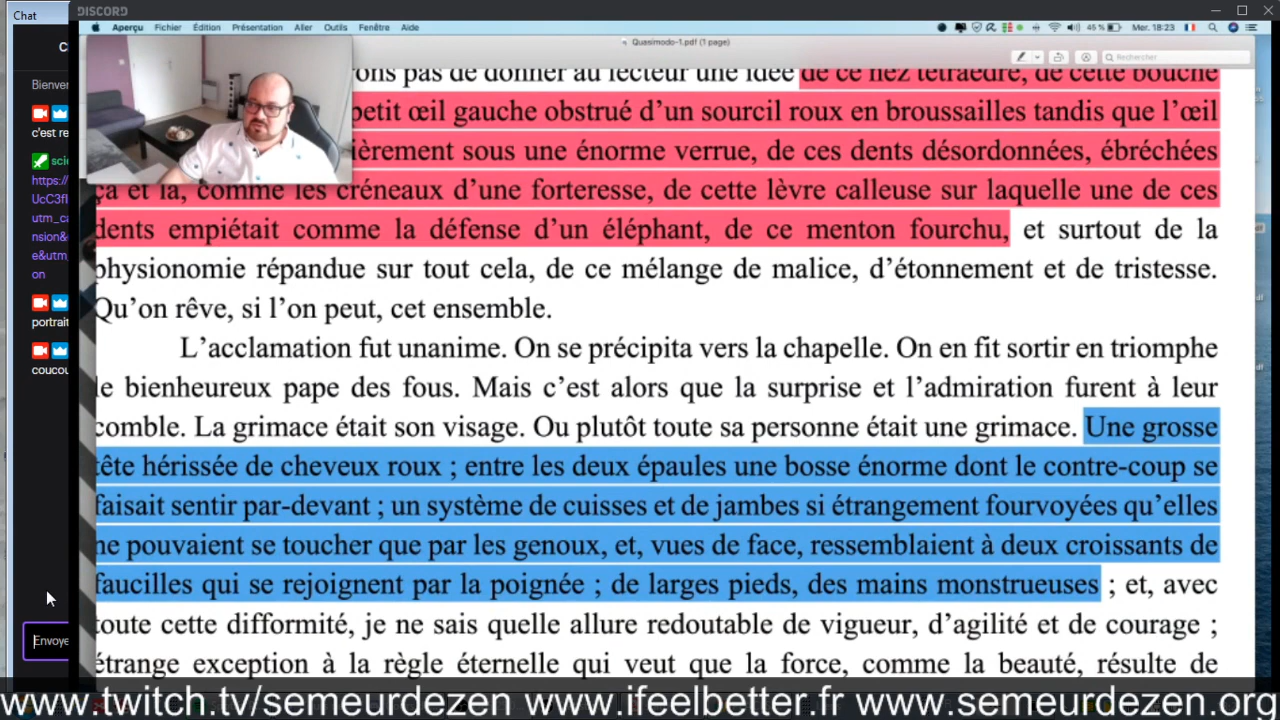 Chat
DISCORD
Aperçu Fichier Édition Présentation Aller Outils Fenêtre Aide
45 % Mer. 18:23
Quasimodo-1.pdf (1 page)
Rechercher
C
Bienven
c'est re
scie
https://
utm_ca
nsion&
e&utm_
on
portrait
coucou
Envoye
rons pas de donner au lecteur une idée de ce nez tétraèdre, de cette bouche
petit œil gauche obstrué d’un sourcil roux en broussailles tandis que l’œil
ièrement sous une énorme verrue, de ces dents désordonnées, ébréchées
ça et là, comme les créneaux d’une forteresse, de cette lèvre calleuse sur laquelle une de ces
dents empiétait comme la défense d’un éléphant, de ce menton fourchu, et surtout de la
physionomie répandue sur tout cela, de ce mélange de malice, d’étonnement et de tristesse.
Qu’on rêve, si l’on peut, cet ensemble.
L’acclamation fut unanime. On se précipita vers la chapelle. On en fit sortir en triomphe
le bienheureux pape des fous. Mais c’est alors que la surprise et l’admiration furent à leur
comble. La grimace était son visage. Ou plutôt toute sa personne était une grimace. Une grosse
tête hérissée de cheveux roux ; entre les deux épaules une bosse énorme dont le contre-coup se
faisait sentir par-devant ; un système de cuisses et de jambes si étrangement fourvoyées qu’elles
ne pouvaient se toucher que par les genoux, et, vues de face, ressemblaient à deux croissants de
faucilles qui se rejoignent par la poignée ; de larges pieds, des mains monstrueuses ; et, avec
toute cette difformité, je ne sais quelle allure redoutable de vigueur, d’agilité et de courage ;
étrange exception à la règle éternelle qui veut que la force, comme la beauté, résulte de
www.twitch.tv/semeurdezen www.ifeelbetter.fr www.semeurdezen.org